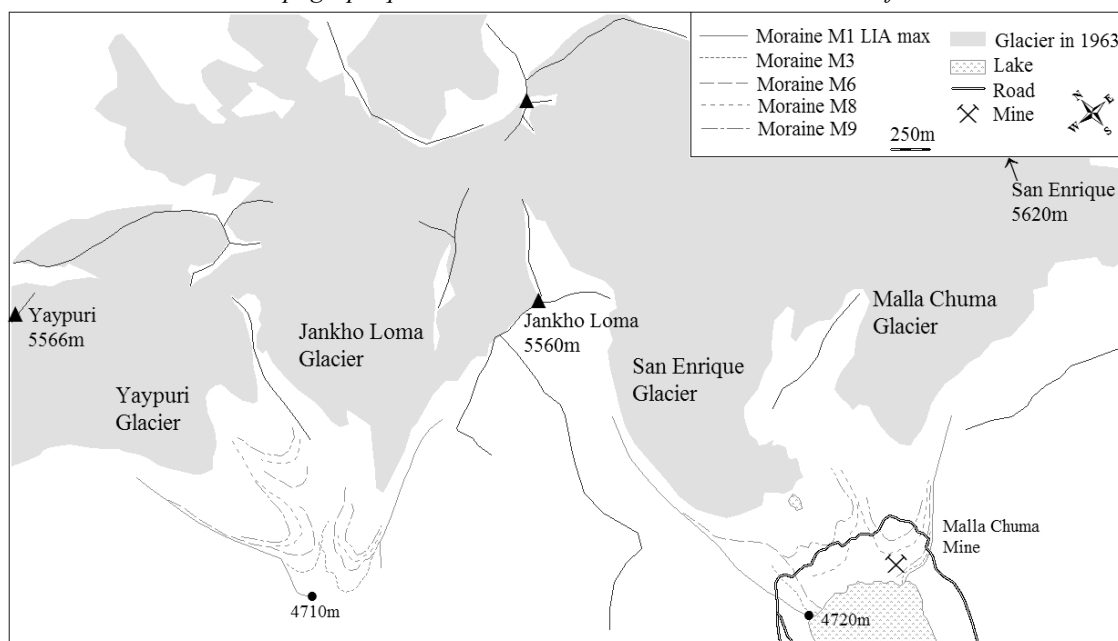 Moraine M1 LIA max
Moraine M3
Moraine M6
Moraine M8
Moraine M9
Glacier in 1963
Lake
Road
Mine
250m
N
E
W
S
San Enrique
5620m
Yaypuri
5566m
Jankho Loma
Glacier
Jankho Loma
5560m
Malla Chuma
Glacier
San Enrique
Glacier
Yaypuri
Glacier
Malla Chuma
Mine
4710m
4720m